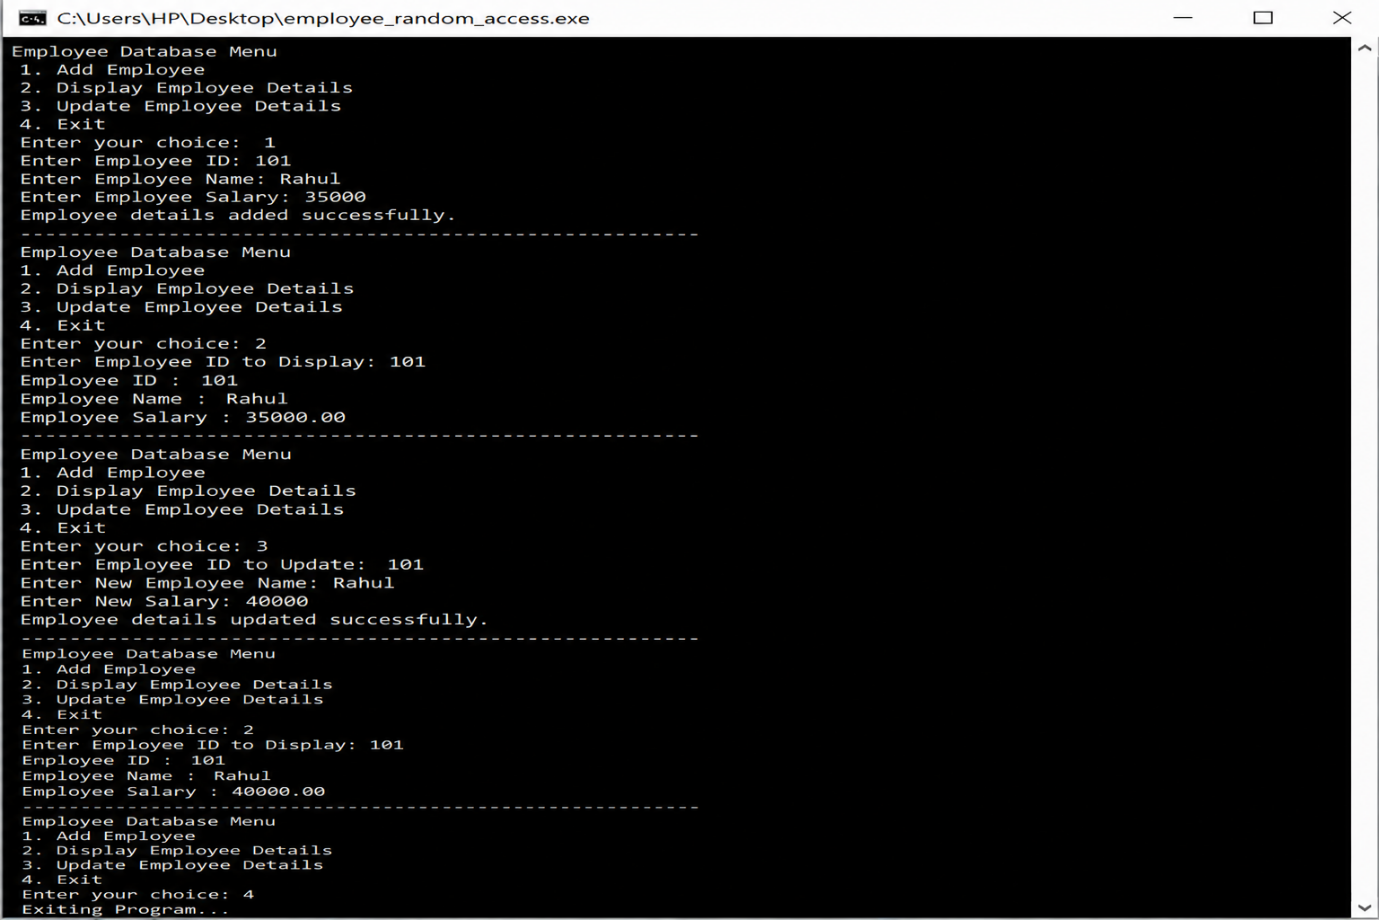 C:\Users\HP\Desktop\employee_random_access.exe
Employee Database Menu
1. Add Employee
2. Display Employee Details
3. Update Employee Details
4. Exit
Enter your choice:  1
Enter Employee ID: 101
Enter Employee Name: Rahul
Enter Employee Salary: 35000
Employee details added successfully.
-------------------------------------------------------
Employee Database Menu
1. Add Employee
2. Display Employee Details
3. Update Employee Details
4. Exit
Enter your choice: 2
Enter Employee ID to Display: 101
Employee ID :  101
Employee Name :  Rahul
Employee Salary : 35000.00
-------------------------------------------------------
Employee Database Menu
1. Add Employee
2. Display Employee Details
3. Update Employee Details
4. Exit
Enter your choice: 3
Enter Employee ID to Update:  101
Enter New Employee Name: Rahul
Enter New Salary: 40000
Employee details updated successfully.
-------------------------------------------------------
Employee Database Menu
1. Add Employee
2. Display Employee Details
3. Update Employee Details
4. Exit
Enter your choice: 2
Enter Employee ID to Display: 101
Employee ID :  101
Employee Name :  Rahul
Employee Salary : 40000.00
-------------------------------------------------------
Employee Database Menu
1. Add Employee
2. Display Employee Details
3. Update Employee Details
4. Exit
Enter your choice: 4
Exiting Program...